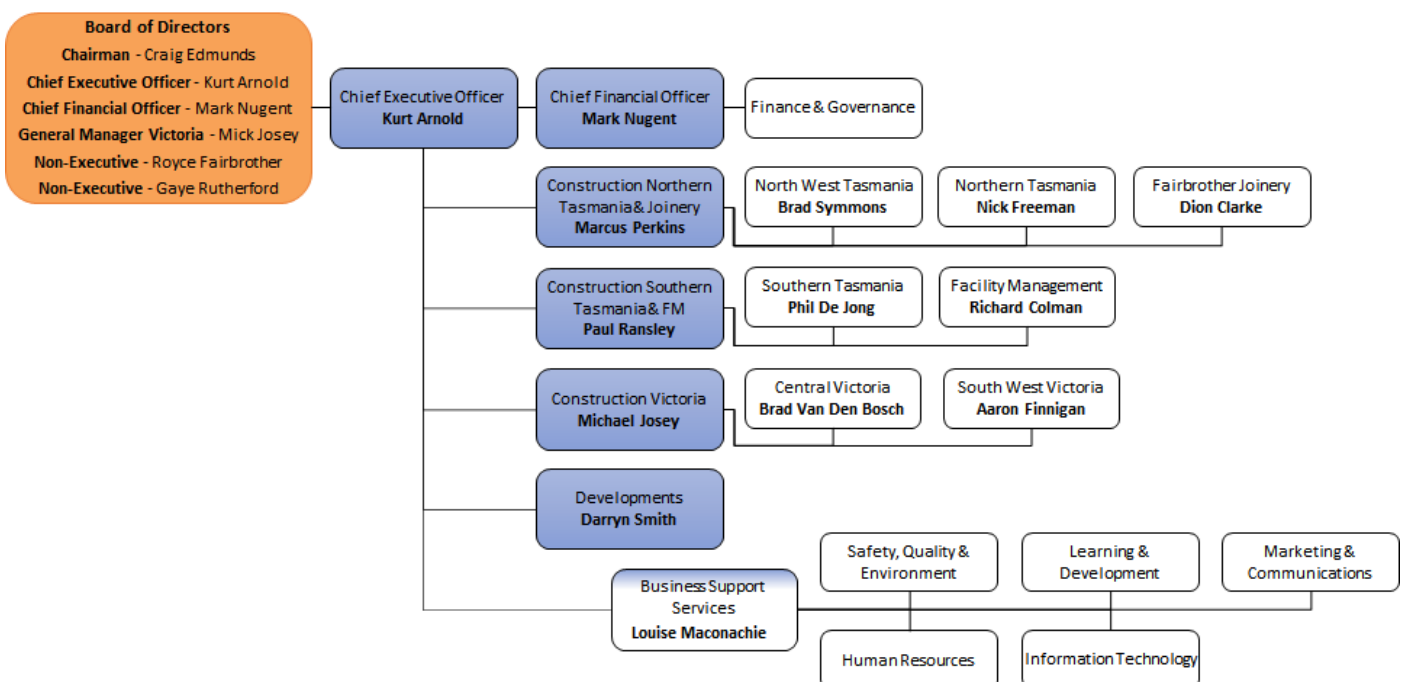 Board of Directors
Chairman - Craig Edmunds
Chief Executive Officer - Kurt Arnold
Chief Financial Officer - Mark Nugent
General Manager Victoria - Mick Josey
Non-Executive - Royce Fairbrother
Non-Executive - Gaye Rutherford
Chief Executive Officer
Kurt Arnold
Chief Financial Officer
Mark Nugent
Finance & Governance
Construction Northern
Tasmania & Joinery
Marcus Perkins
North West Tasmania
Brad Symmons
Northern Tasmania
Nick Freeman
Fairbrother Joinery
Dion Clarke
Construction Southern
Tasmania & FM
Paul Ransley
Southern Tasmania
Phil De Jong
Facility Management
Richard Colman
Construction Victoria
Michael Josey
Central Victoria
Brad Van Den Bosch
South West Victoria
Aaron Finnigan
Developments
Darryn Smith
Business Support
Services
Louise Maconachie
Safety, Quality &
Environment
Learning &
Development
Marketing &
Communications
Human Resources
Information Technology